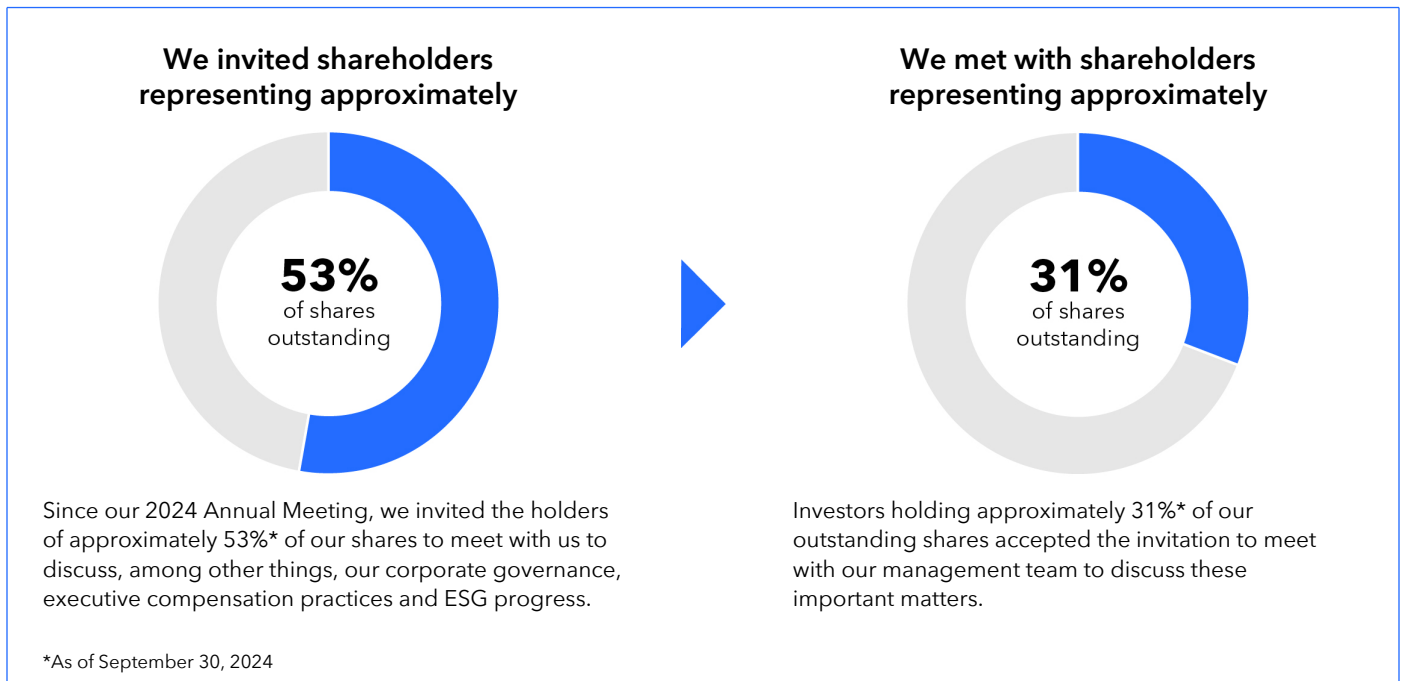 We invited shareholders
representing approximately
53%
of shares
outstanding
Since our 2024 Annual Meeting, we invited the holders
of approximately 53%* of our shares to meet with us to
discuss, among other things, our corporate governance,
executive compensation practices and ESG progress.
We met with shareholders
representing approximately
31%
of shares
outstanding
Investors holding approximately 31%* of our
outstanding shares accepted the invitation to meet
with our management team to discuss these
important matters.
*As of September 30, 2024